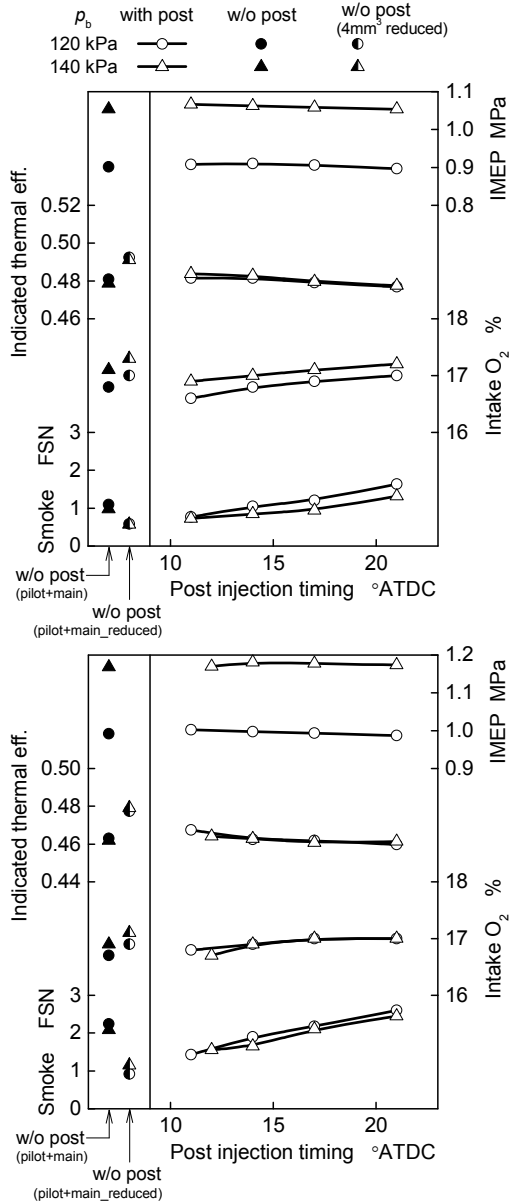 p_b with post w/o post w/o post
(4mm³ reduced)
120 kPa
140 kPa
1.1
1.0
0.9
0.8
IMEP MPa
Indicated thermal eff.
0.52
0.50
0.48
0.46
18
17
16
Intake O₂ %
3
2
1
0
Smoke FSN
10 15 20
w/o post
(pilot+main)
Post injection timing °ATDC
w/o post
(pilot+main_reduced)
1.2
1.1
1.0
0.9
IMEP MPa
Indicated thermal eff.
0.50
0.48
0.46
0.44
18
17
16
Intake O₂ %
3
2
1
0
Smoke FSN
10 15 20
w/o post
(pilot+main)
Post injection timing °ATDC
w/o post
(pilot+main_reduced)